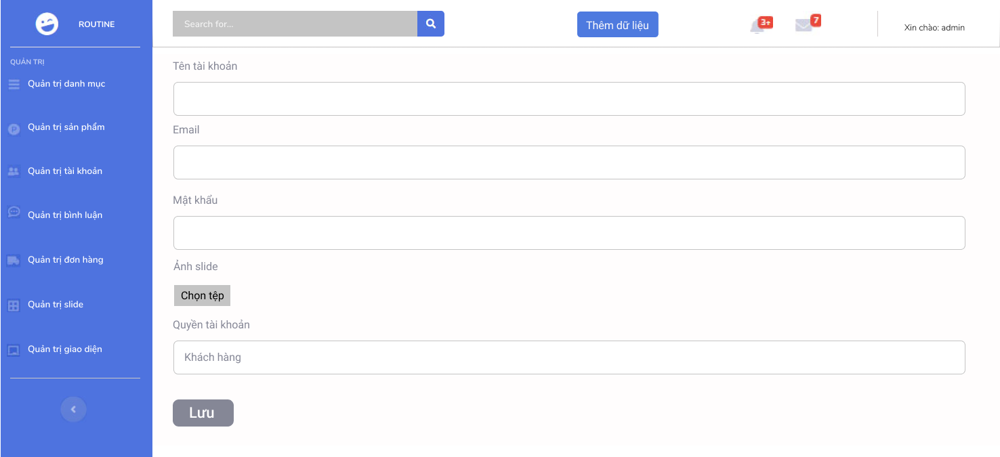 ROUTINE
Search for...
Thêm dữ liệu
3+
7
Xin chào: admin
QUẢN TRỊ
Quản trị danh mục
Quản trị sản phẩm
Quản trị tài khoản
Quản trị bình luận
Quản trị đơn hàng
Quản trị slide
Quản trị giao diện
Tên tài khoản
Email
Mật khẩu
Ảnh slide
Chọn tệp
Quyền tài khoản
Khách hàng
Lưu